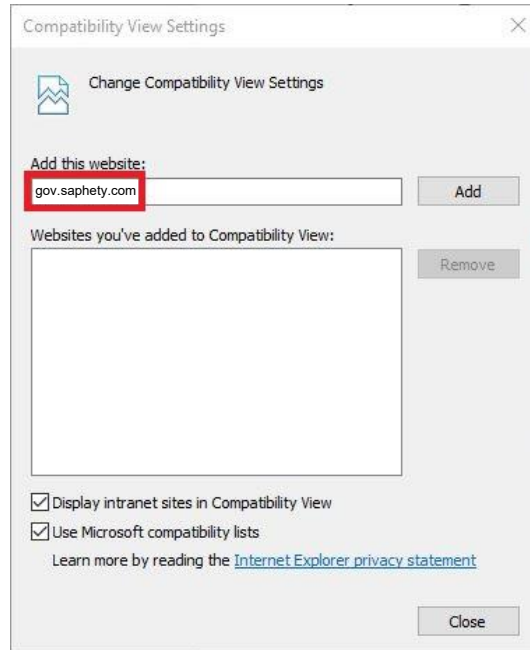 Compatibility View Settings
Change Compatibility View Settings
Add this website:
gov.saphety.com
Add
Websites you've added to Compatibility View:
Remove
Display intranet sites in Compatibility View
Use Microsoft compatibility lists
Learn more by reading the Internet Explorer privacy statement
Close